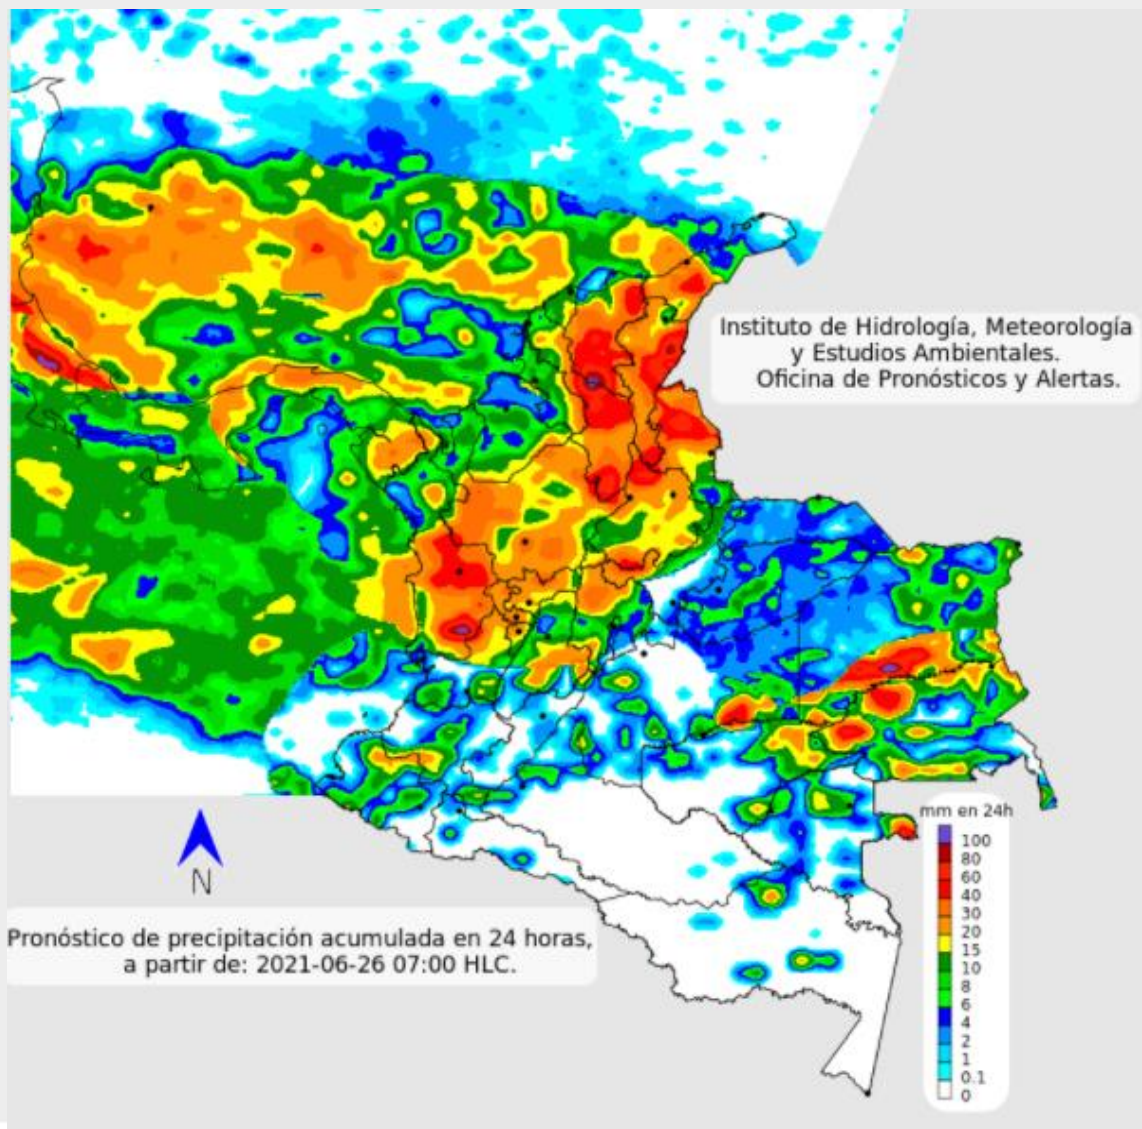 Instituto de Hidrología, Meteorología
y Estudios Ambientales.
Oficina de Pronósticos y Alertas.
mm en 24h
100
80
60
40
30
20
15
10
8
6
4
2
1
0.1
0
N
Pronóstico de precipitación acumulada en 24 horas,
a partir de: 2021-06-26 07:00 HLC.